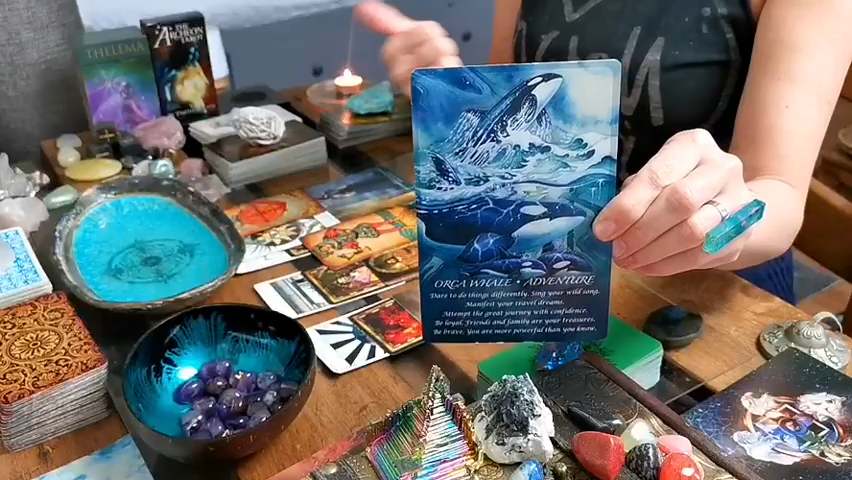 THELEMA
THE
ARCHEON
TAROT
ORCA WHALE • ADVENTURE
Dare to do things differently. Sing your wild song.
Manifest your travel dreams.
Attempt the great journey with confidence.
Be loyal. Friends and family are your treasures.
Be well. You are more powerful than you know.